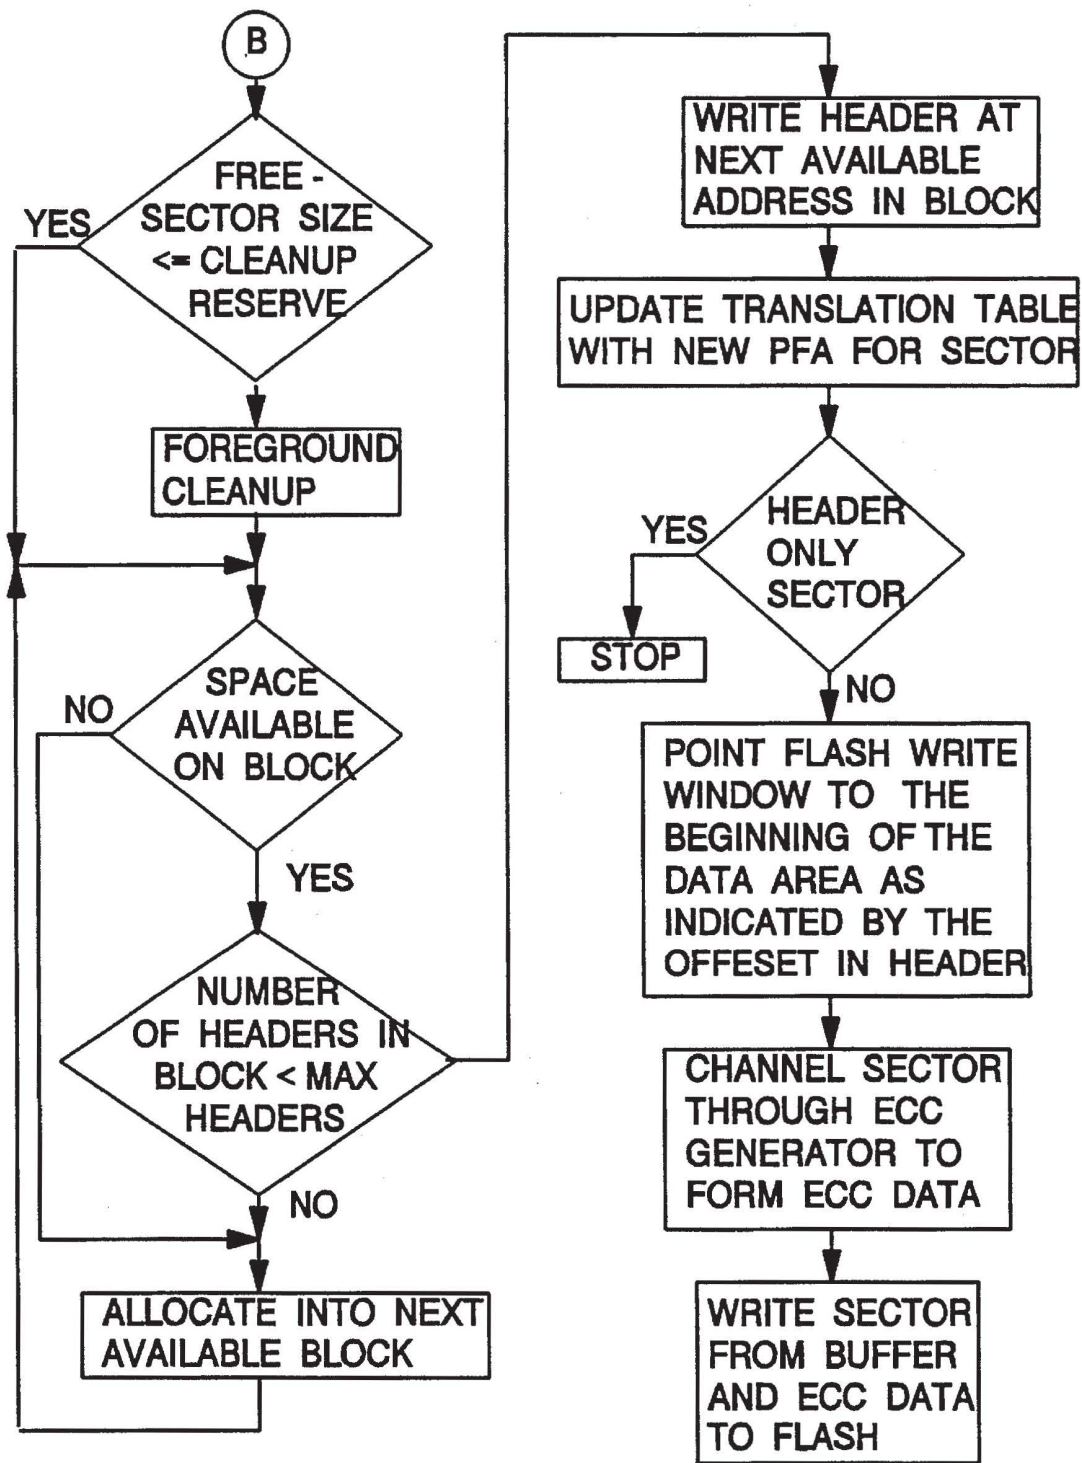 B
FREE -
SECTOR SIZE
<= CLEANUP
RESERVE
YES
FOREGROUND
CLEANUP
SPACE
AVAILABLE
ON BLOCK
NO
YES
NUMBER
OF HEADERS IN
BLOCK < MAX
HEADERS
NO
ALLOCATE INTO NEXT
AVAILABLE BLOCK
WRITE HEADER AT
NEXT AVAILABLE
ADDRESS IN BLOCK
UPDATE TRANSLATION TABLE
WITH NEW PFA FOR SECTOR
HEADER
ONLY
SECTOR
YES
STOP
NO
POINT FLASH WRITE
WINDOW TO THE
BEGINNING OF THE
DATA AREA AS
INDICATED BY THE
OFFESET IN HEADER
CHANNEL SECTOR
THROUGH ECC
GENERATOR TO
FORM ECC DATA
WRITE SECTOR
FROM BUFFER
AND ECC DATA
TO FLASH